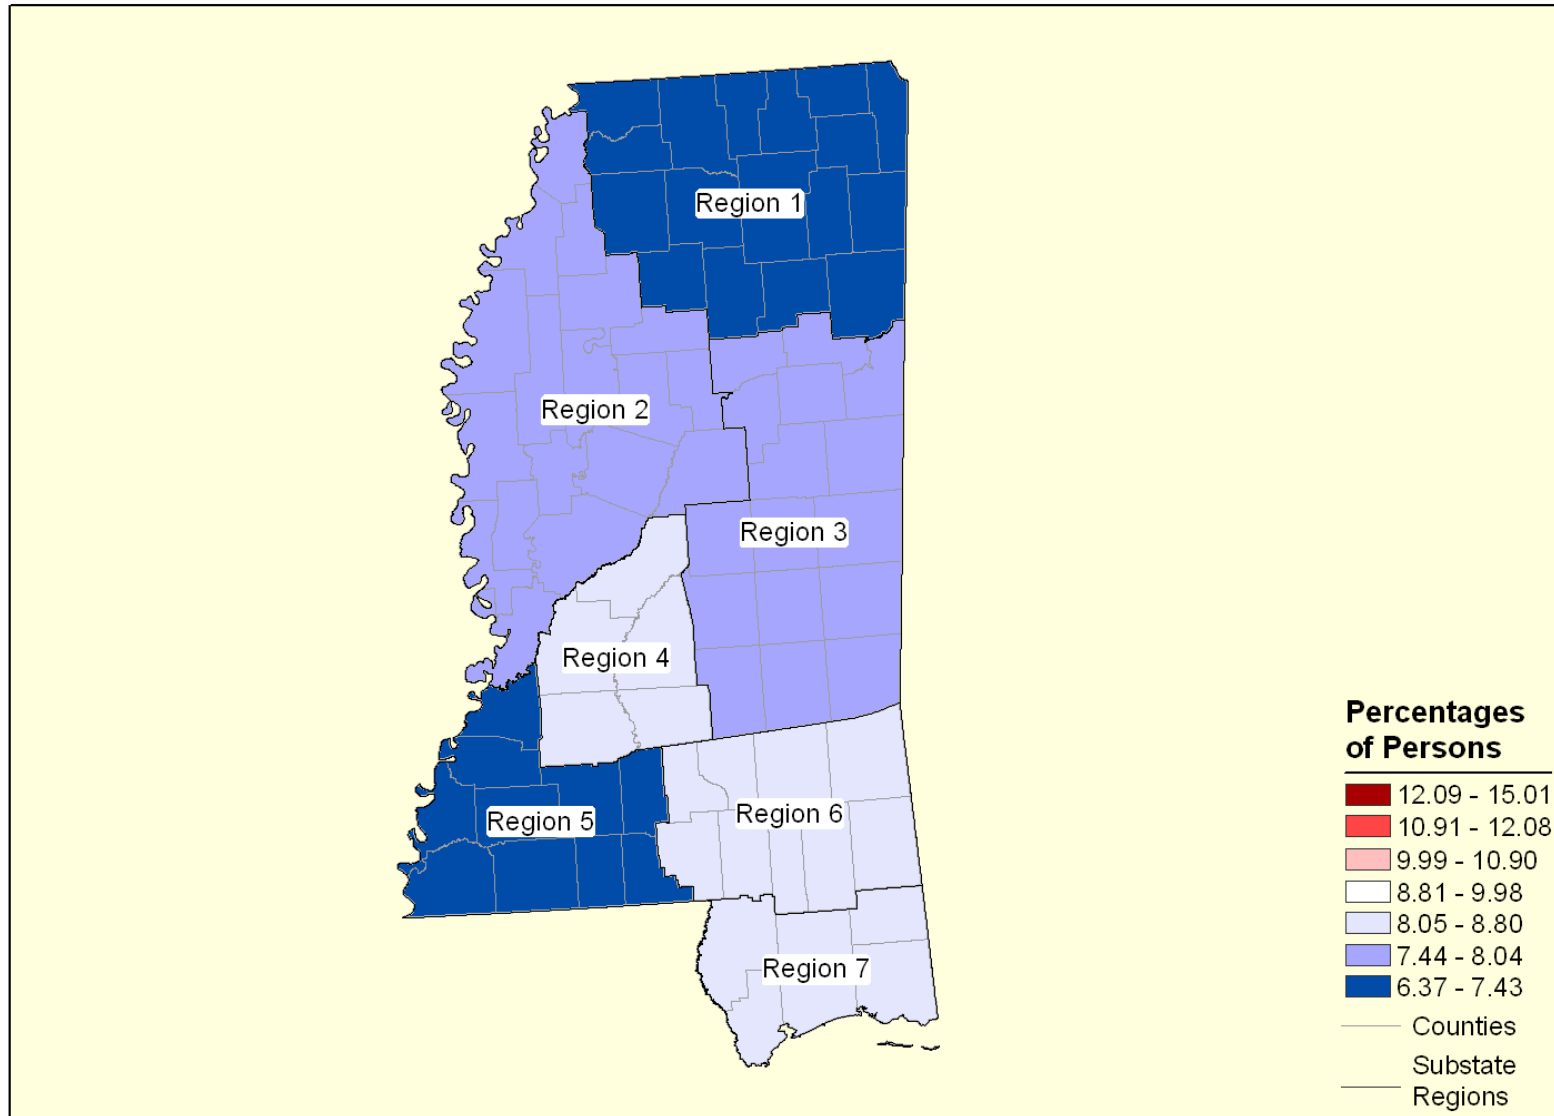 Region 1
Region 2
Region 3
Region 4
Region 5
Region 6
Region 7
Percentages
of Persons
12.09 - 15.01
10.91 - 12.08
9.99 - 10.90
8.81 - 9.98
8.05 - 8.80
7.44 - 8.04
6.37 - 7.43
Counties
Substate
Regions